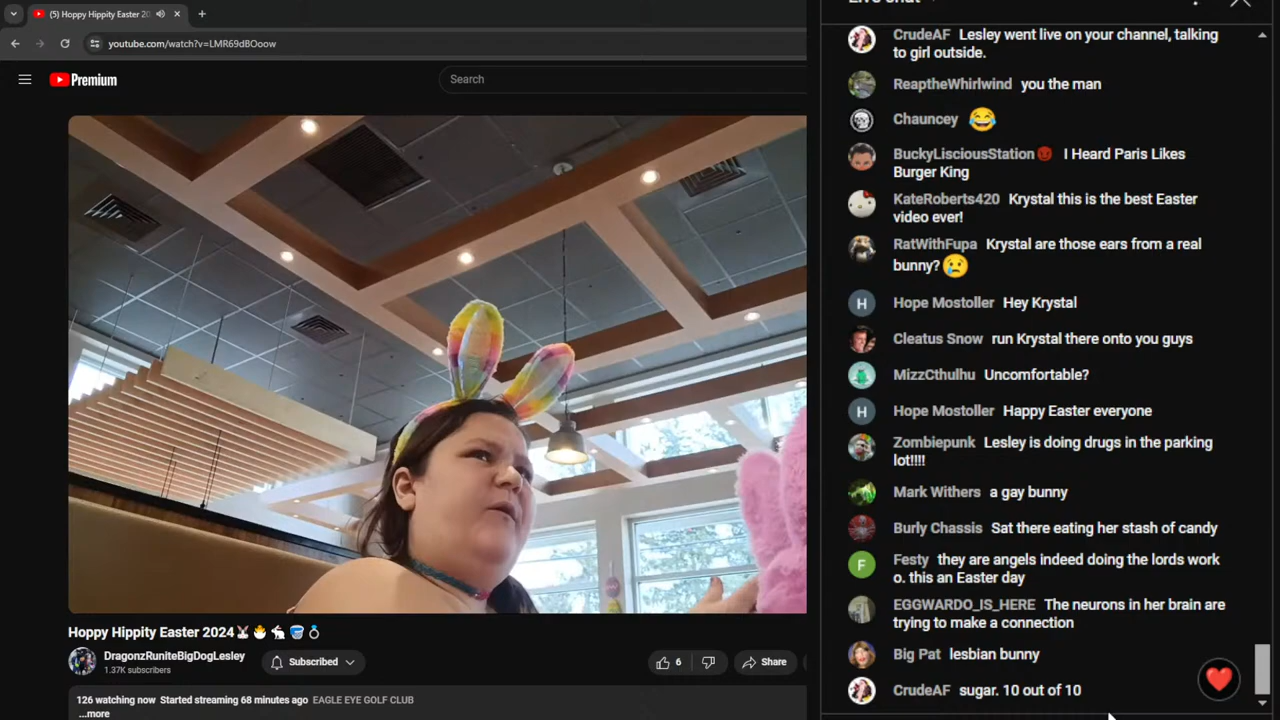 (5) Hoppy Hippity Easter 20
youtube.com/watch?v=LMR69dBOoow
Premium
Search
Hoppy Hippity Easter 2024🐰🐣🐇🪣💍
DragonzRuniteBigDogLesley
1.37K subscribers
Subscribed
6
Share
126 watching now Started streaming 68 minutes ago EAGLE EYE GOLF CLUB
...more
Live chat
CrudeAF Lesley went live on your channel, talking
to girl outside.
ReaptheWhirlwind you the man
Chauncey 😂
BuckyLisciousStation😡 I Heard Paris Likes
Burger King
KateRoberts420 Krystal this is the best Easter
video ever!
RatWithFupa Krystal are those ears from a real
bunny?😢
H Hope Mostoller Hey Krystal
Cleatus Snow run Krystal there onto you guys
MizzCthulhu Uncomfortable?
H Hope Mostoller Happy Easter everyone
Zombiepunk Lesley is doing drugs in the parking
lot!!!!
Mark Withers a gay bunny
Burly Chassis Sat there eating her stash of candy
F Festy they are angels indeed doing the lords work
o. this an Easter day
EGGWARDO_IS_HERE The neurons in her brain are
trying to make a connection
Big Pat lesbian bunny
CrudeAF sugar. 10 out of 10